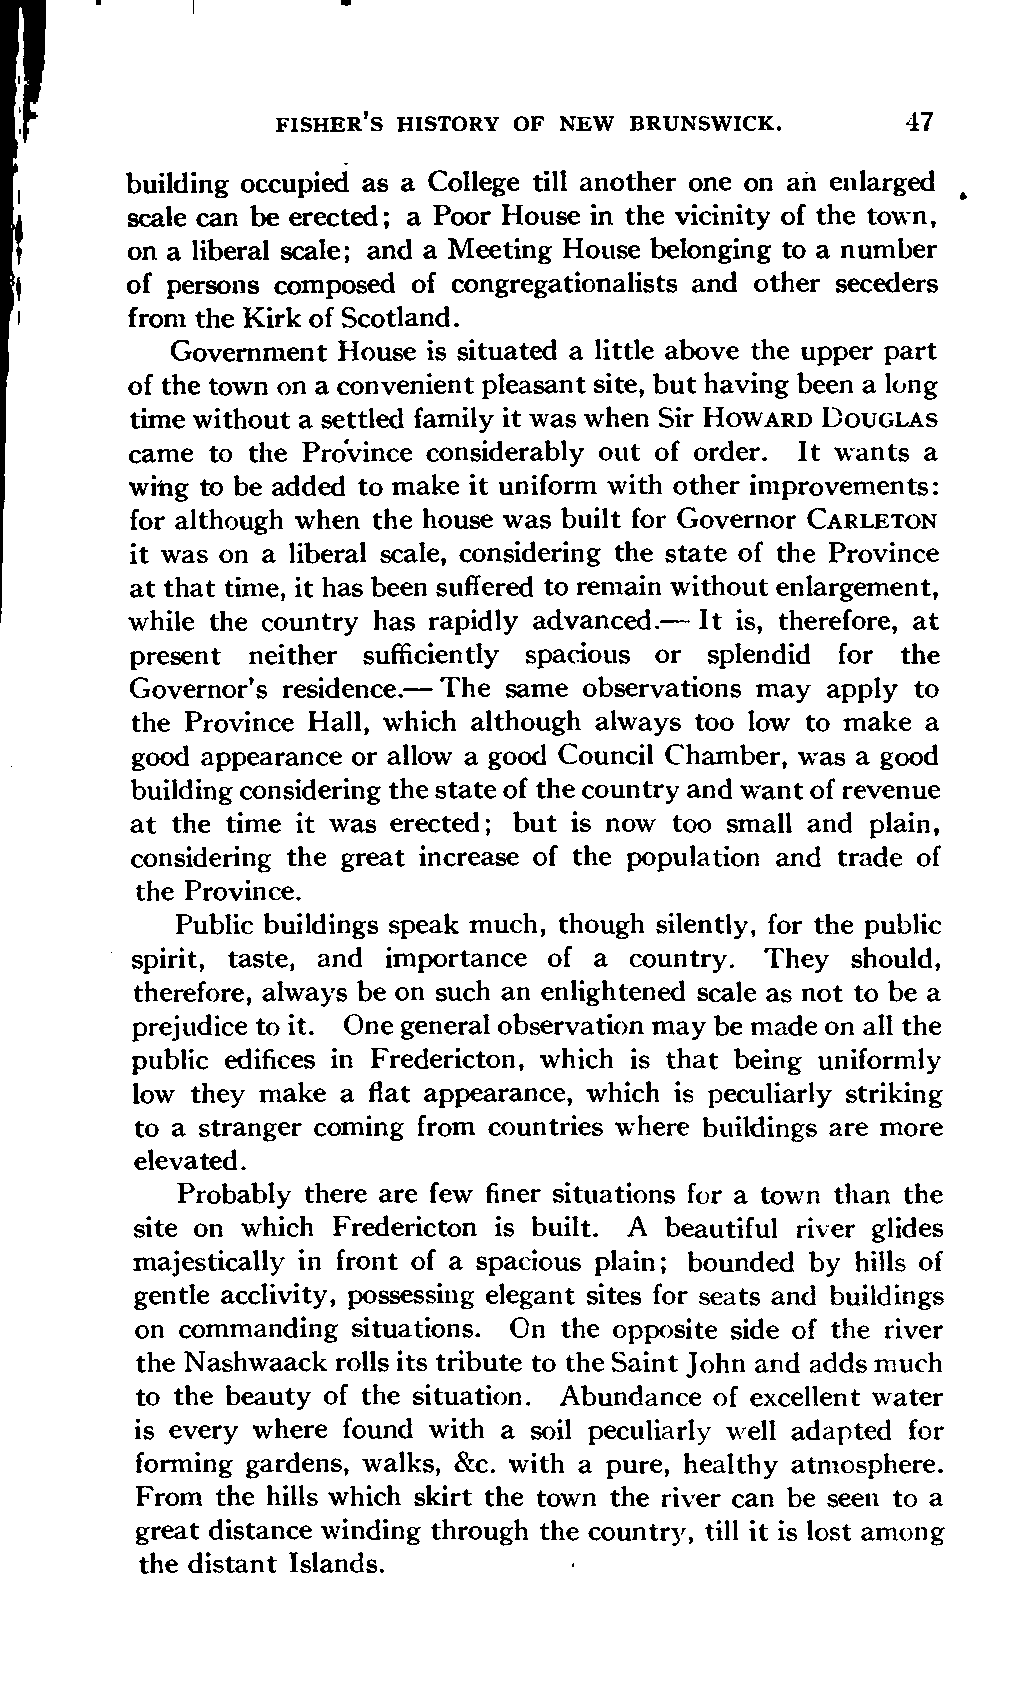 FISHER'S HISTORY OF NEW BRUNSWICK. 47
building occupied as a College till another one on an enlarged
scale can be erected; a Poor House in the vicinity of the town,
on a liberal scale; and a Meeting House belonging to a number
of persons composed of congregationalists and other seceders
from the Kirk of Scotland.
Government House is situated a little above the upper part
of the town on a convenient pleasant site, but having been a long
time without a settled family it was when Sir HOWARD DOUGLAS
came to the Province considerably out of order. It wants a
wing to be added to make it uniform with other improvements:
for although when the house was built for Governor CARLETON
it was on a liberal scale, considering the state of the Province
at that time, it has been suffered to remain without enlargement,
while the country has rapidly advanced.— It is, therefore, at
present neither sufficiently spacious or splendid for the
Governor's residence.— The same observations may apply to
the Province Hall, which although always too low to make a
good appearance or allow a good Council Chamber, was a good
building considering the state of the country and want of revenue
at the time it was erected; but is now too small and plain,
considering the great increase of the population and trade of
the Province.
Public buildings speak much, though silently, for the public
spirit, taste, and importance of a country. They should,
therefore, always be on such an enlightened scale as not to be a
prejudice to it. One general observation may be made on all the
public edifices in Fredericton, which is that being uniformly
low they make a flat appearance, which is peculiarly striking
to a stranger coming from countries where buildings are more
elevated.
Probably there are few finer situations for a town than the
site on which Fredericton is built. A beautiful river glides
majestically in front of a spacious plain; bounded by hills of
gentle acclivity, possessing elegant sites for seats and buildings
on commanding situations. On the opposite side of the river
the Nashwaack rolls its tribute to the Saint John and adds much
to the beauty of the situation. Abundance of excellent water
is every where found with a soil peculiarly well adapted for
forming gardens, walks, &c. with a pure, healthy atmosphere.
From the hills which skirt the town the river can be seen to a
great distance winding through the country, till it is lost among
the distant Islands.